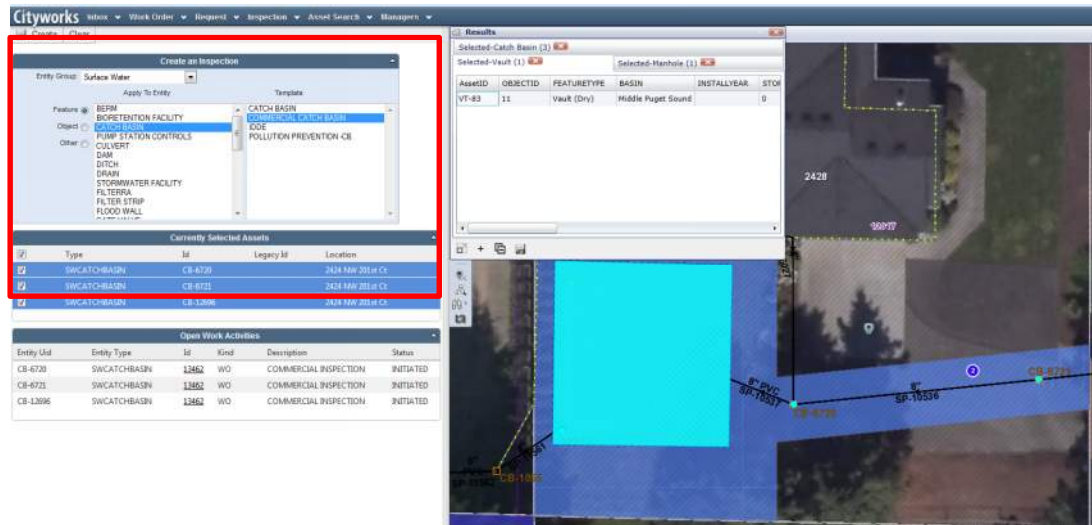 Cityworks Inbox Work Order Request Inspection Asset Search Managers
Create Clear
Create an Inspection
Entity Group: Surface Water
Apply To Entity Template
Feature
Object
Other
BERM
BIORETENTION FACILITY
CATCH BASIN
PUMP STATION CONTROLS
CULVERT
DAM
DITCH
DRAIN
STORMWATER FACILITY
FILTERRA
FILTER STRIP
FLOOD WALL
CATCH BASIN
COMMERCIAL CATCH BASIN
IDDE
POLLUTION PREVENTION -CB
Currently Selected Assets
Type Id Legacy Id Location
SWCATCHBASIN CB-6720 2424 NW 201st Ct
SWCATCHBASIN CB-6721 2424 NW 201st Ct
SWCATCHBASIN CB-12696 2424 NW 201st Ct
Open Work Activities
Entity Uid Entity Type Id Kind Description Status
CB-6720 SWCATCHBASIN 13462 WO COMMERCIAL INSPECTION INITIATED
CB-6721 SWCATCHBASIN 13462 WO COMMERCIAL INSPECTION INITIATED
CB-12696 SWCATCHBASIN 13462 WO COMMERCIAL INSPECTION INITIATED
Results
Selected-Catch Basin (3)
Selected-Vault (1) Selected-Manhole (1)
AssetID OBJECTID FEATURETYPE BASIN INSTALLYEAR STOR
VT-83 11 Vault (Dry) Middle Puget Sound 0
2428
12017
2
8" PVC
SP-10537
8"
SP-10536
CB-6720
CB-6721